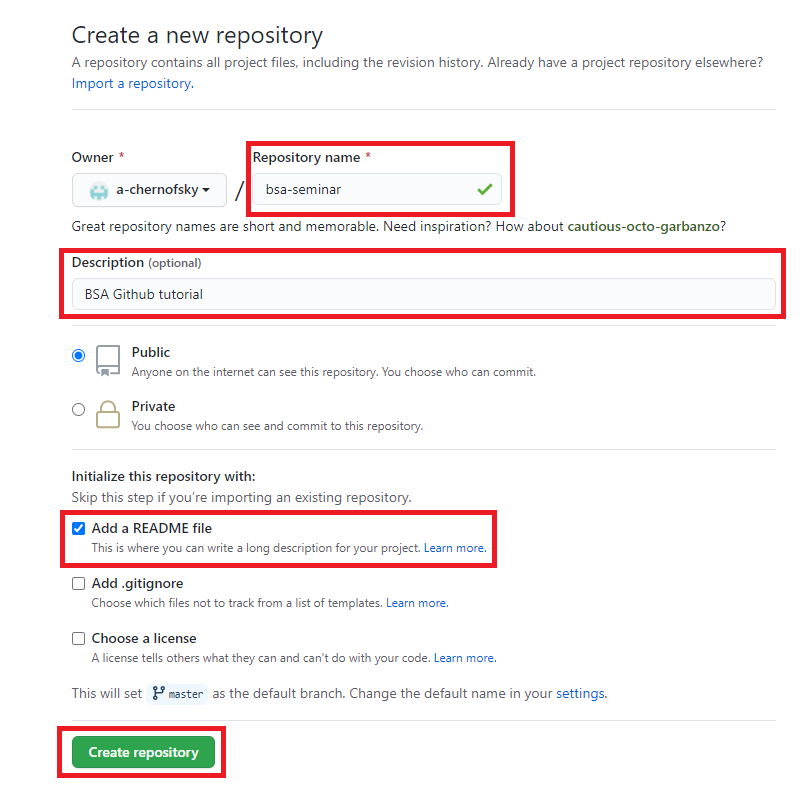 Create a new repository
A repository contains all project files, including the revision history. Already have a project repository elsewhere?
Import a repository.
Owner *
Repository name *
a-chernofsky
/
bsa-seminar
Great repository names are short and memorable. Need inspiration? How about cautious-octo-garbanzo?
Description (optional)
BSA Github tutorial
Public
Anyone on the internet can see this repository. You choose who can commit.
Private
You choose who can see and commit to this repository.
Initialize this repository with:
Skip this step if you're importing an existing repository.
Add a README file
This is where you can write a long description for your project. Learn more.
Add .gitignore
Choose which files not to track from a list of templates. Learn more.
Choose a license
A license tells others what they can and can't do with your code. Learn more.
This will set master as the default branch. Change the default name in your settings.
Create repository